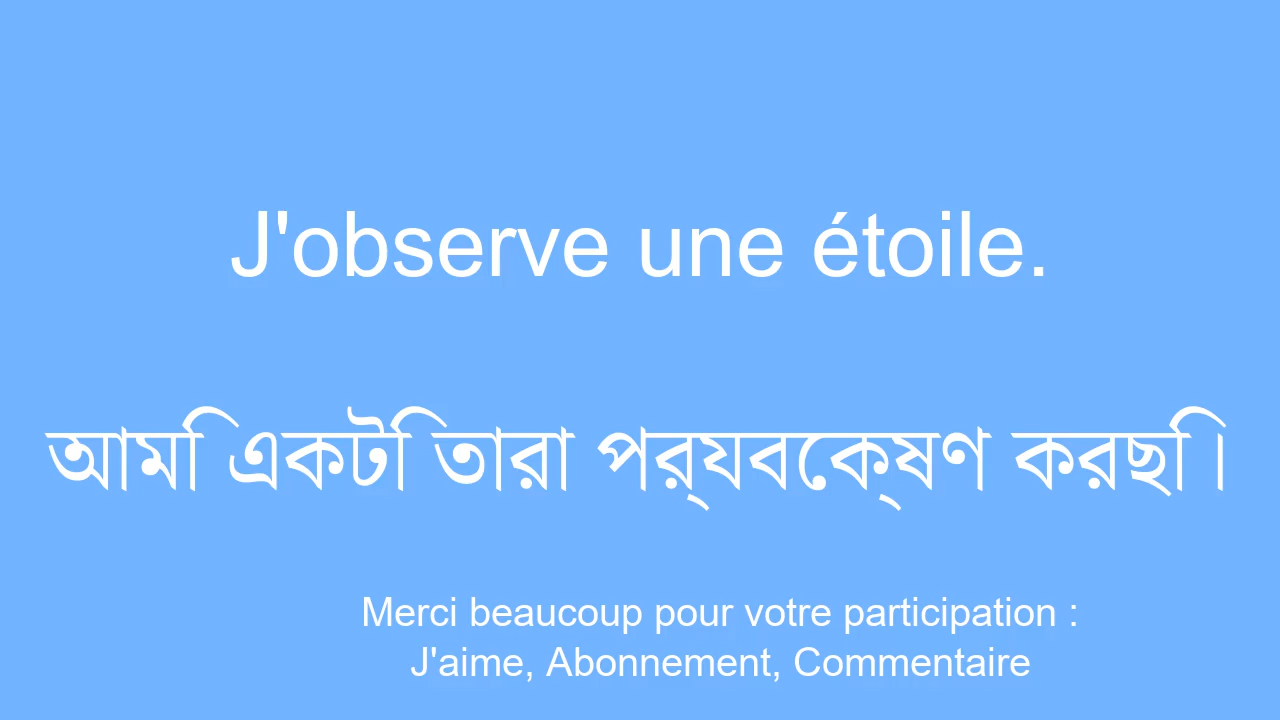 J'observe une étoile.
আমি একটি তারা পর্যবেক্ষণ করছি।
Merci beaucoup pour votre participation :
J'aime, Abonnement, Commentaire